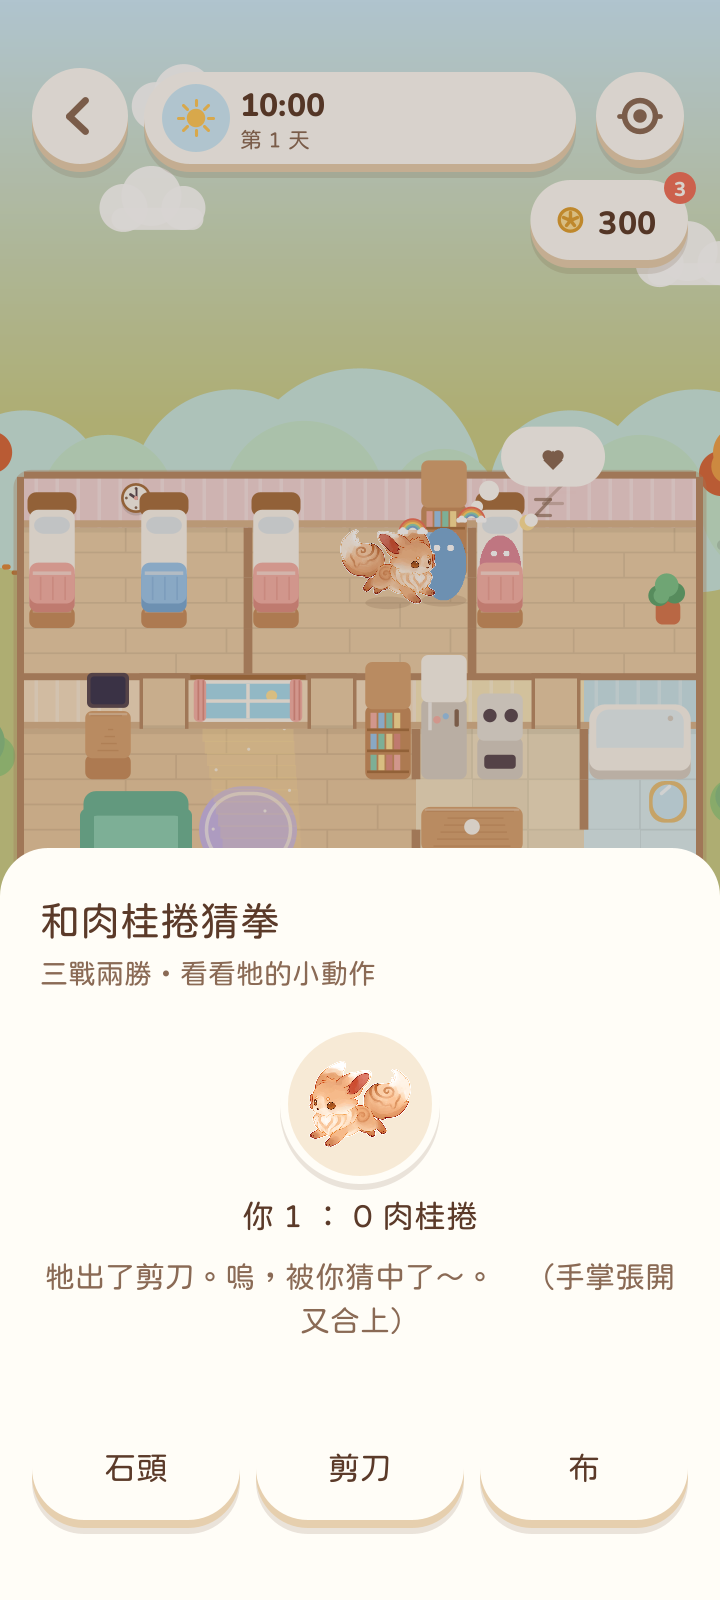 10:00
第 1 天
3
300
Z
和肉桂捲猜拳
三戰兩勝・看看牠的小動作
你 1 : 0 肉桂捲
牠出了剪刀。嗚，被你猜中了～。　（手掌張開
又合上）
石頭
剪刀
布